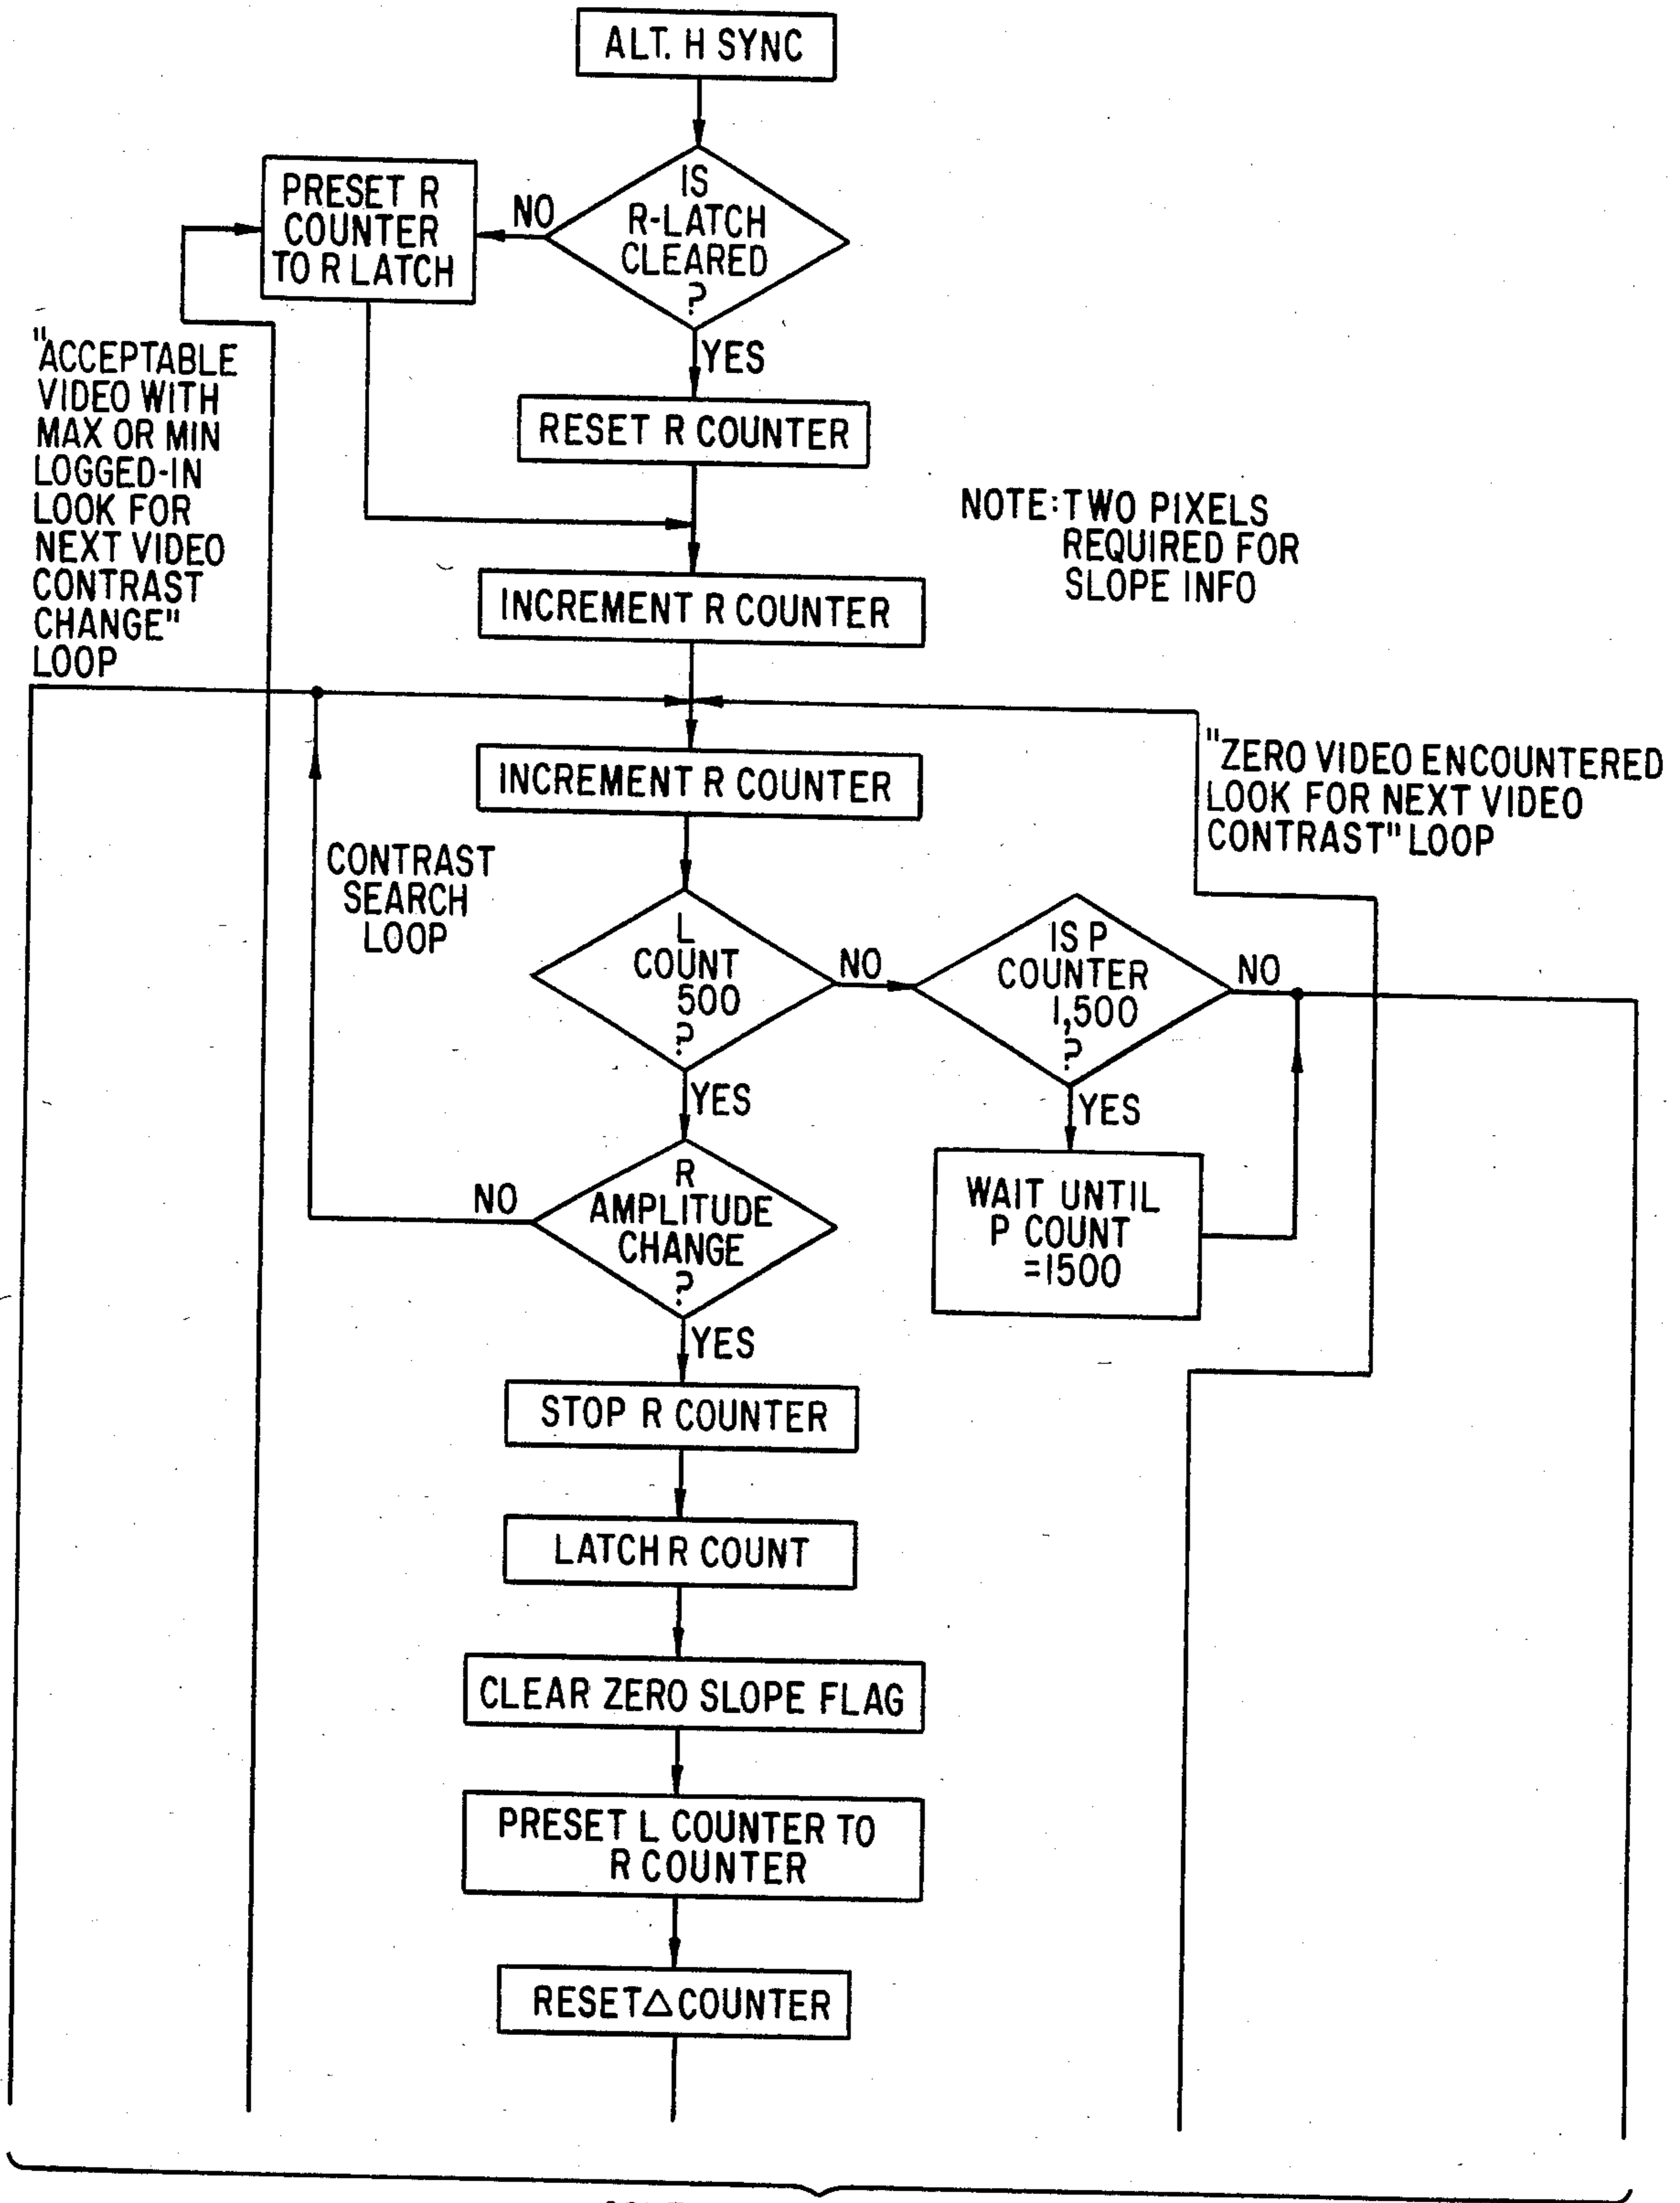 ALT. H SYNC
PRESET R
COUNTER
TO R LATCH
NO
IS
R-LATCH
CLEARED
?
YES
"ACCEPTABLE
VIDEO WITH
MAX OR MIN
LOGGED-IN
LOOK FOR
NEXT VIDEO
CONTRAST
CHANGE"
LOOP
RESET R COUNTER
NOTE: TWO PIXELS
REQUIRED FOR
SLOPE INFO
INCREMENT R COUNTER
INCREMENT R COUNTER
"ZERO VIDEO ENCOUNTERED
LOOK FOR NEXT VIDEO
CONTRAST" LOOP
CONTRAST
SEARCH
LOOP
L
COUNT
500
?
NO
IS P
COUNTER
1,500
?
NO
YES
YES
R
AMPLITUDE
CHANGE
?
NO
WAIT UNTIL
P COUNT
=1500
YES
STOP R COUNTER
LATCH R COUNT
CLEAR ZERO SLOPE FLAG
PRESET L COUNTER TO
R COUNTER
RESET △ COUNTER